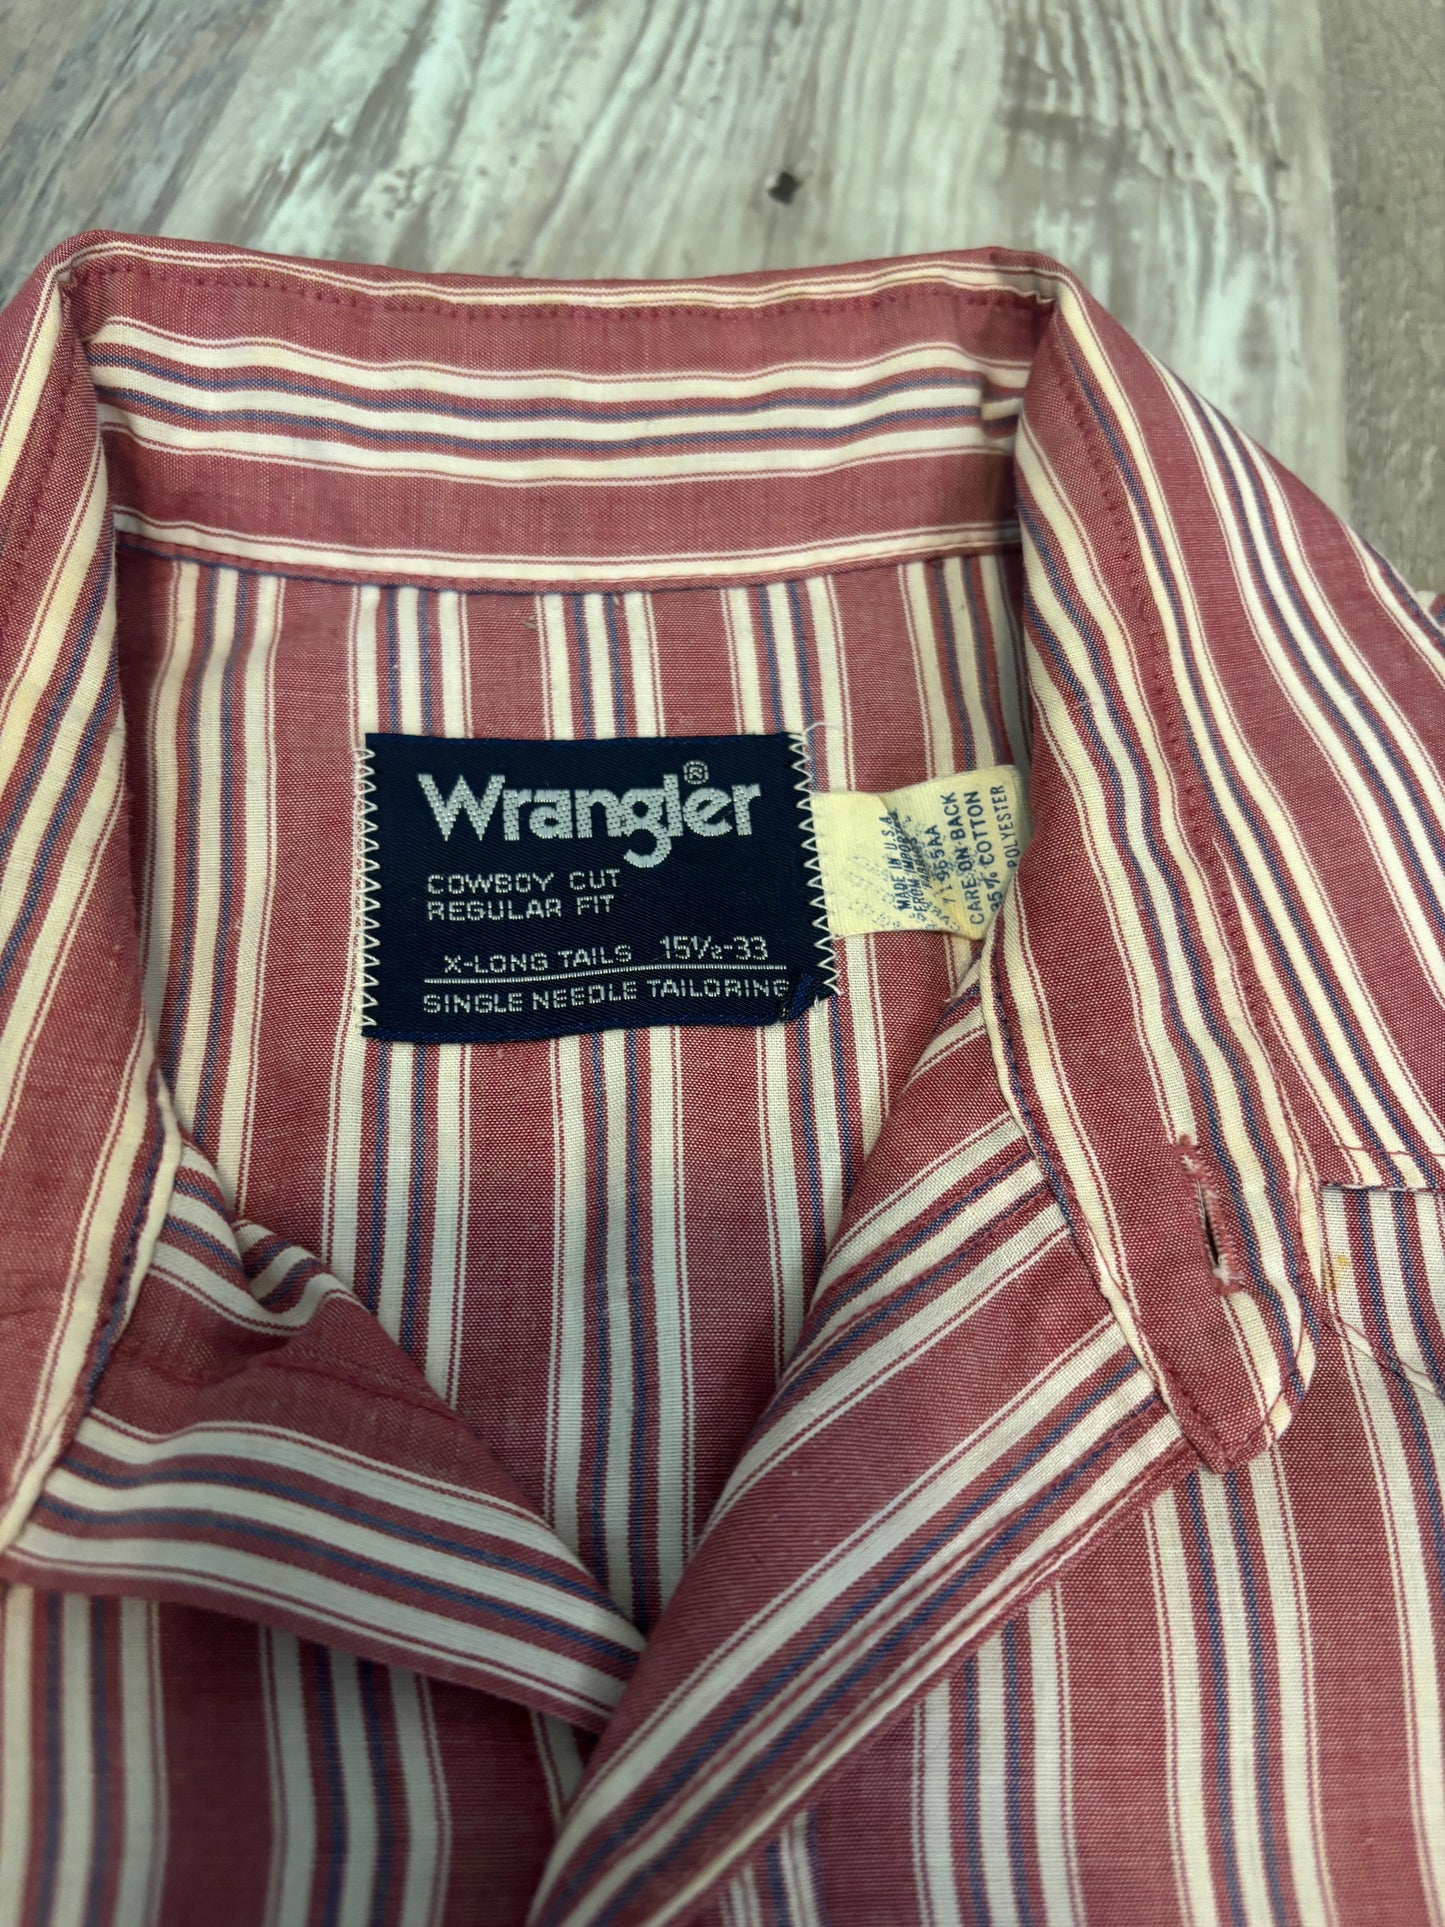 Wrangler®
COWBOY CUT
REGULAR FIT
X-LONG TAILS 15½-33
SINGLE NEEDLE TAILORING
MADE IN U.S.A.
CARE ON BACK
COTTON
POLYESTER